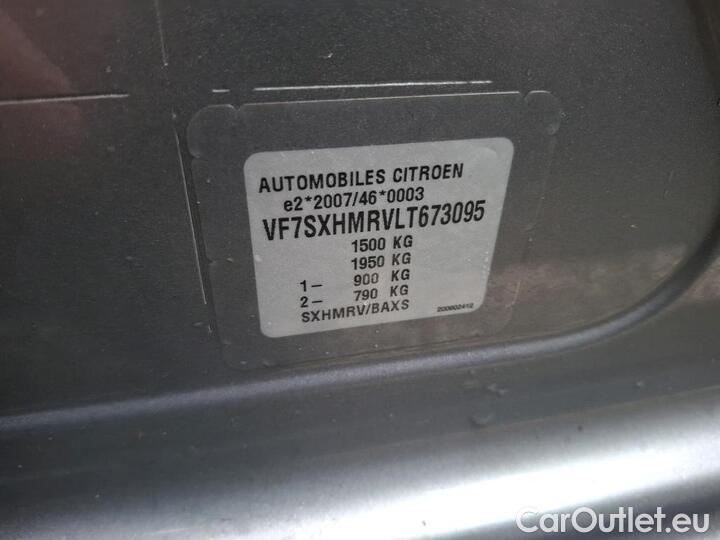 AUTOMOBILES CITROEN
e2*2007/46*0003
VF7SXHMRVLT673095
1500 KG
1950 KG
1– 900 KG
2– 790 KG
SXHMRV/BAXS 200602412
CarOutlet.eu